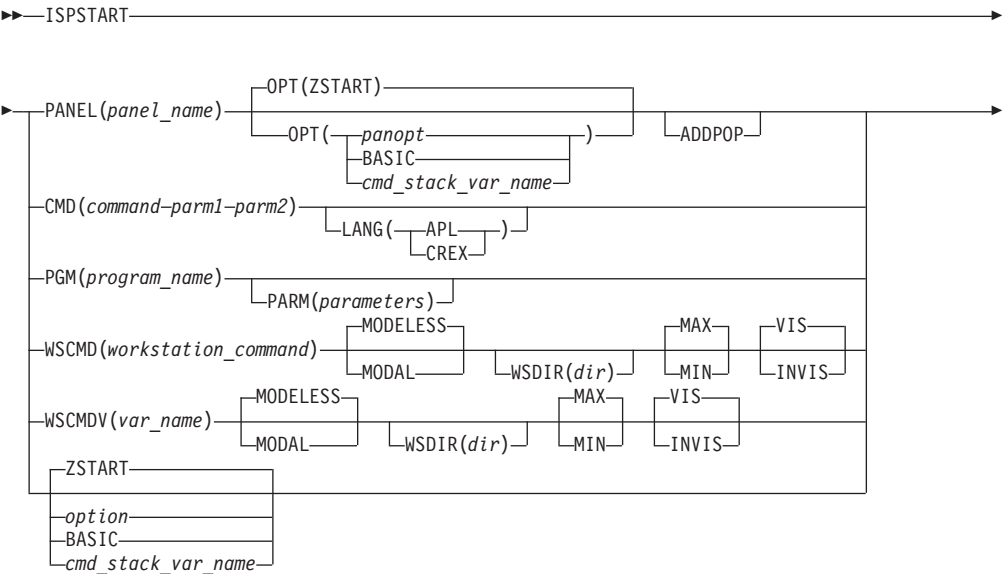 ISPSTART
OPT(ZSTART)
PANEL(panel_name)
OPT( panopt )
ADDPOP
BASIC
cmd_stack_var_name
CMD(command–parm1–parm2)
LANG( APL )
CREX
PGM(program_name)
PARM(parameters)
MODELESS MAX VIS
WSCMD(workstation_command)
MODAL WSDIR(dir) MIN INVIS
MODELESS MAX VIS
WSCMDV(var_name)
MODAL WSDIR(dir) MIN INVIS
ZSTART
option
BASIC
cmd_stack_var_name